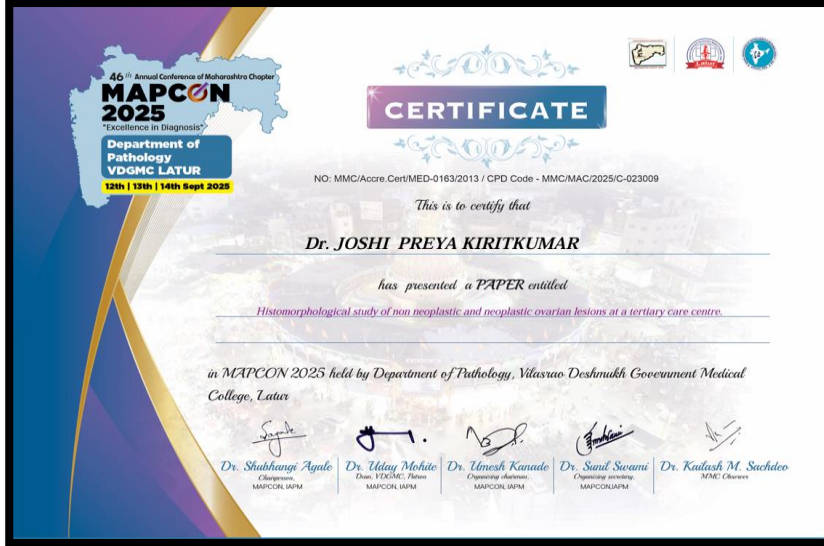 46th Annual Conference of Maharashtra Chapter
MAPCON
2025
"Excellence in Diagnosis"
Department of
Pathology
VDGMC LATUR
12th | 13th | 14th Sept 2025
CERTIFICATE
NO: MMC/Accre.Cert/MED-0163/2013 / CPD Code - MMC/MAC/2025/C-023009
This is to certify that
Dr. JOSHI PREYA KIRITKUMAR
has presented a PAPER entitled
Histomorphological study of non neoplastic and neoplastic ovarian lesions at a tertiary care centre.
in MAPCON 2025 held by Department of Pathology, Vilasrao Deshmukh Government Medical
College, Latur
Dr. Shubhangi Agale Dr. Uday Mohite Dr. Umesh Kanade Dr. Sunil Swami Dr. Kailash M. Sachdeo
Chairperson, Dean, VDGMC, Patron Organising chairman, Organising secretary, MMC Observer
MAPCON, IAPM MAPCON, IAPM MAPCON, IAPM MAPCON,IAPM